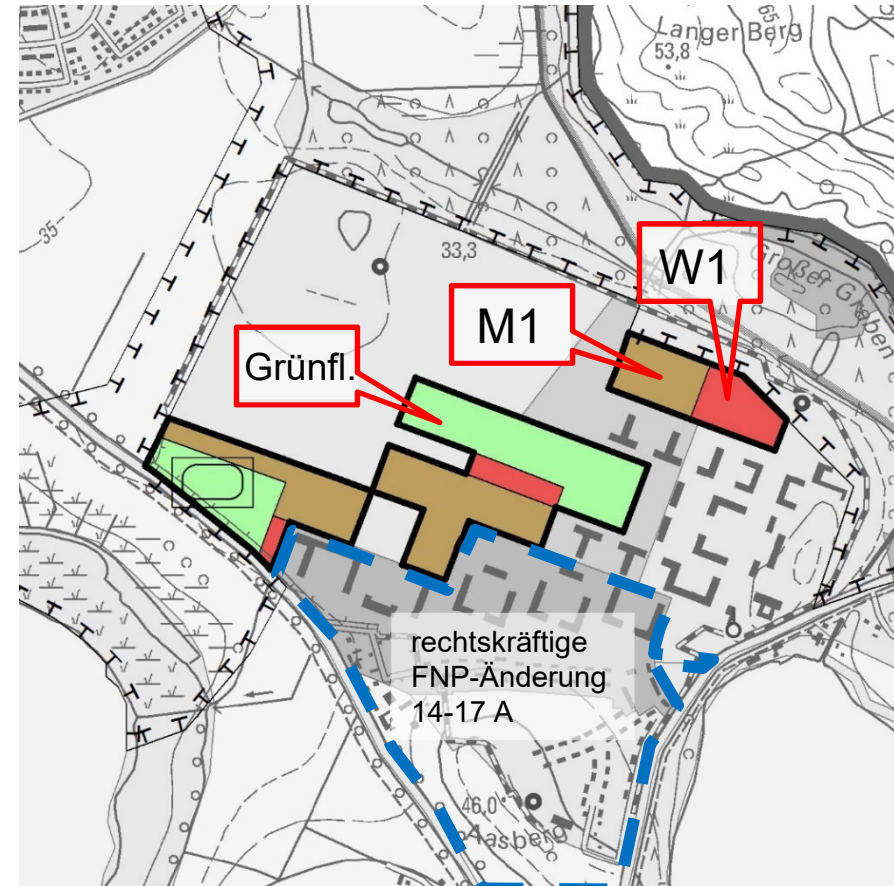 Langer Berg
53,8
65
35
33,3
Großer Graben
W1
M1
Grünfl.
rechtskräftige
FNP-Änderung
14-17 A
46,0
Aasberg